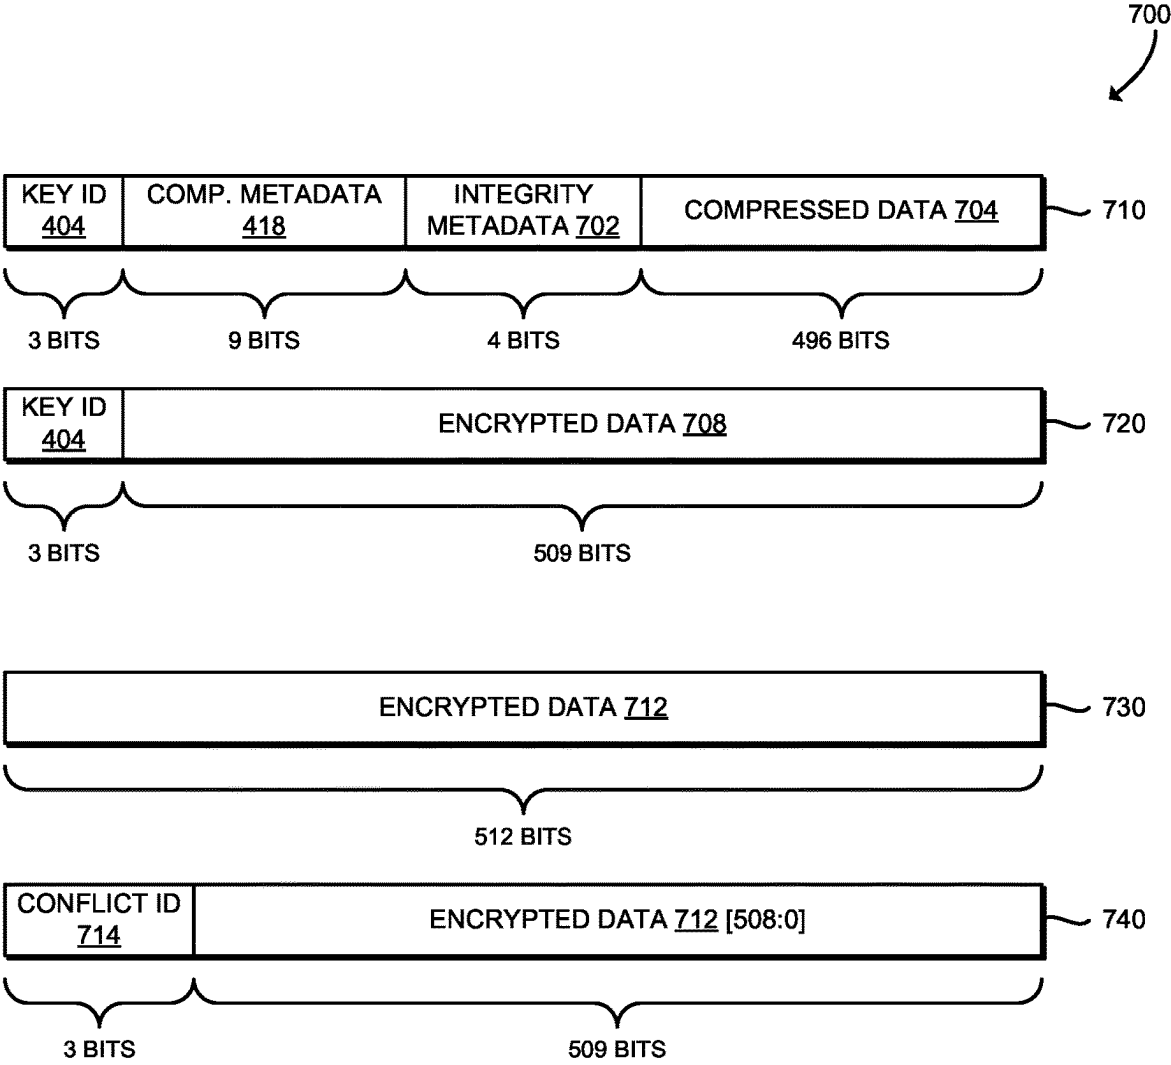 700
KEY ID
404
COMP. METADATA
418
INTEGRITY
METADATA 702
COMPRESSED DATA 704
710
3 BITS
9 BITS
4 BITS
496 BITS
KEY ID
404
ENCRYPTED DATA 708
720
3 BITS
509 BITS
ENCRYPTED DATA 712
730
512 BITS
CONFLICT ID
714
ENCRYPTED DATA 712 [508:0]
740
3 BITS
509 BITS